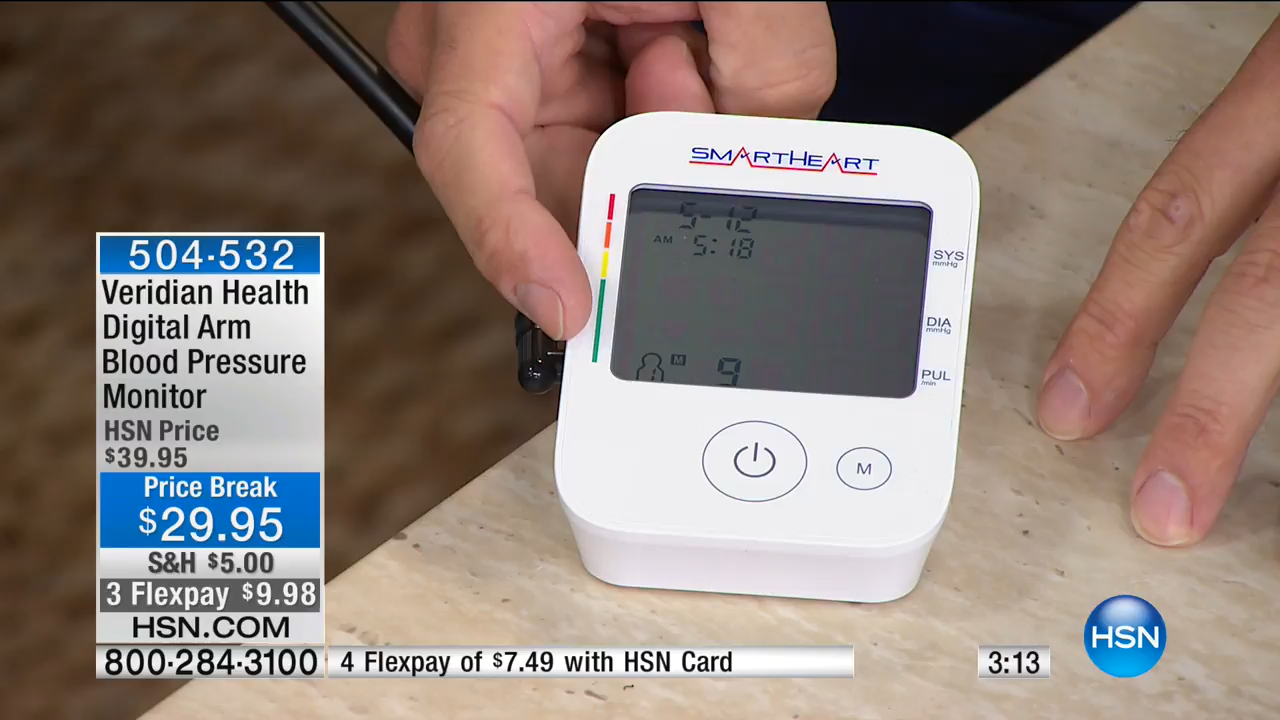 504-532
Veridian Health
Digital Arm
Blood Pressure
Monitor
HSN Price
$39.95
Price Break
$29.95
S&H $5.00
3 Flexpay $9.98
HSN.COM
800-284-3100
4 Flexpay of $7.49 with HSN Card
3:13
HSN
SMARTHEART
5-12
AM 5:18
M 9
SYS
mmHg
DIA
mmHg
PUL
/min
M